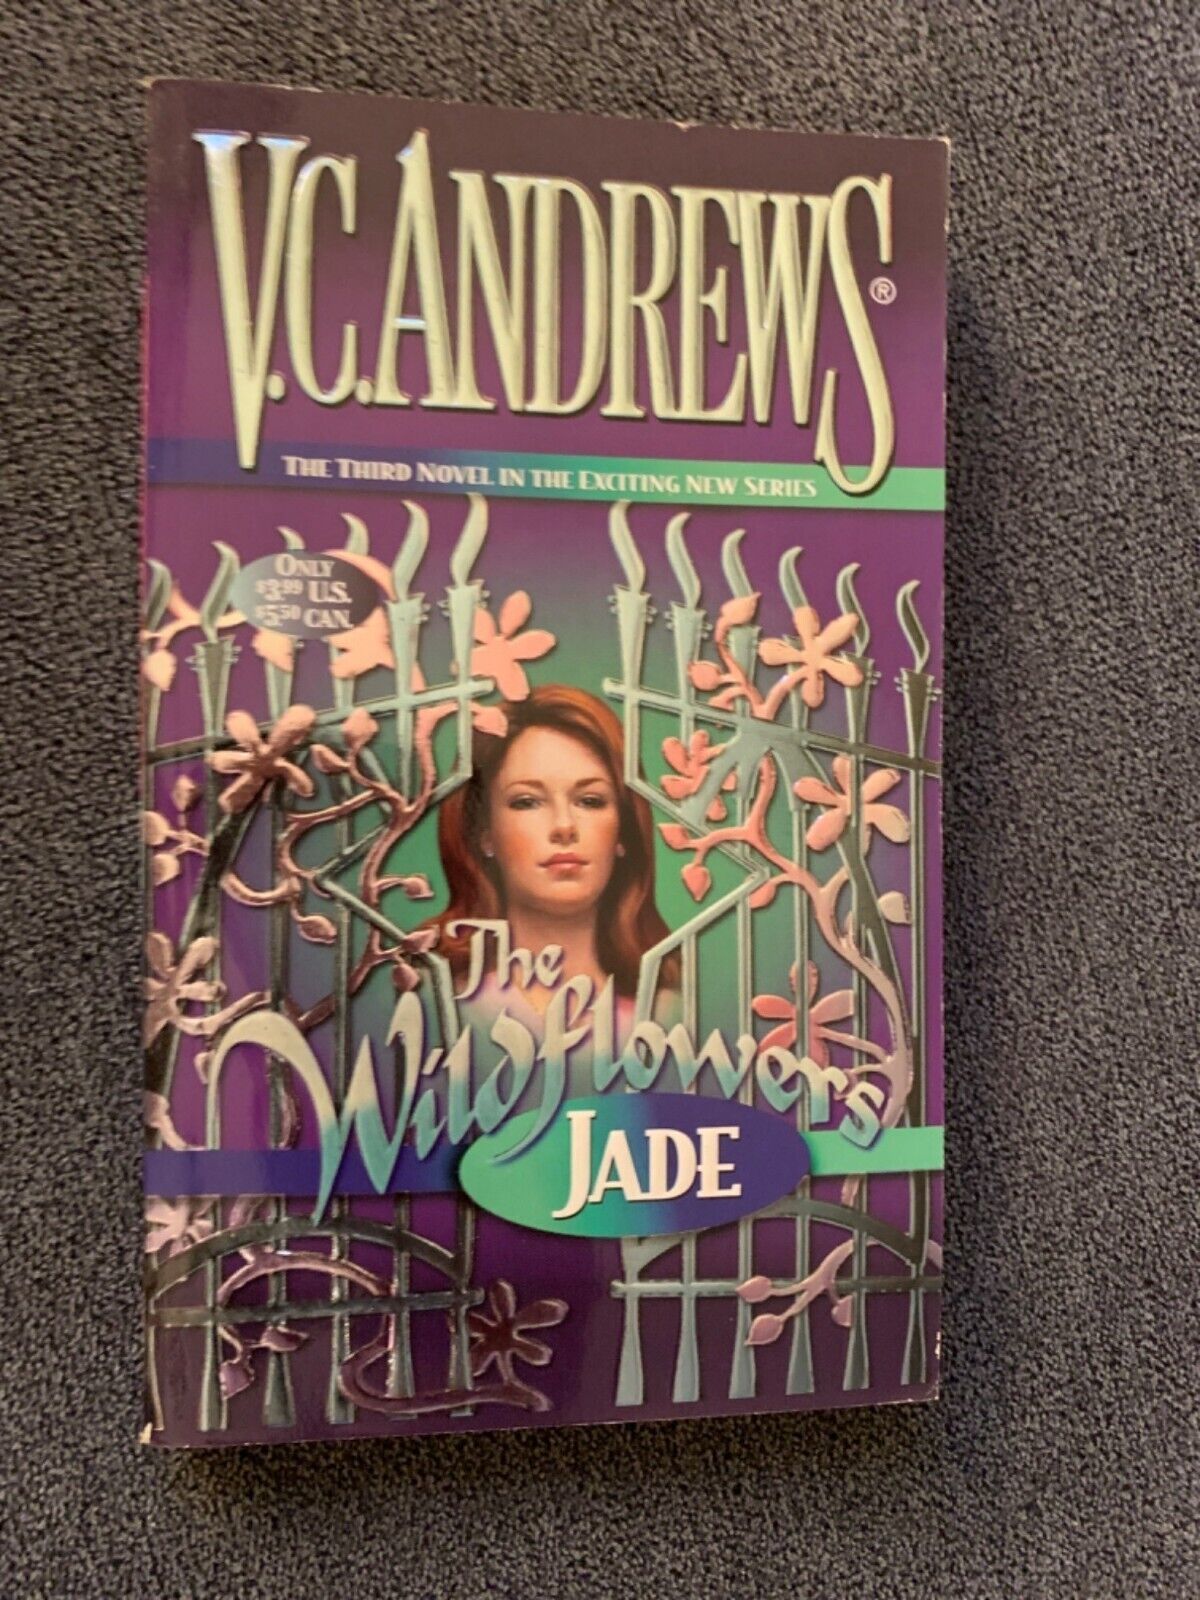 V.C. ANDREWS®
THE THIRD NOVEL IN THE EXCITING NEW SERIES
ONLY
$3.99 U.S.
$5.50 CAN.
The
Wildflowers
JADE